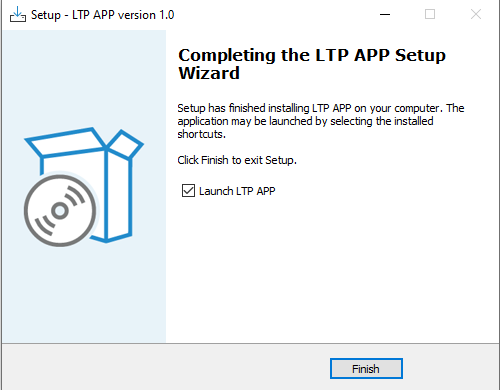 Setup - LTP APP version 1.0
Completing the LTP APP Setup
Wizard
Setup has finished installing LTP APP on your computer. The
application may be launched by selecting the installed
shortcuts.
Click Finish to exit Setup.
Launch LTP APP
Finish